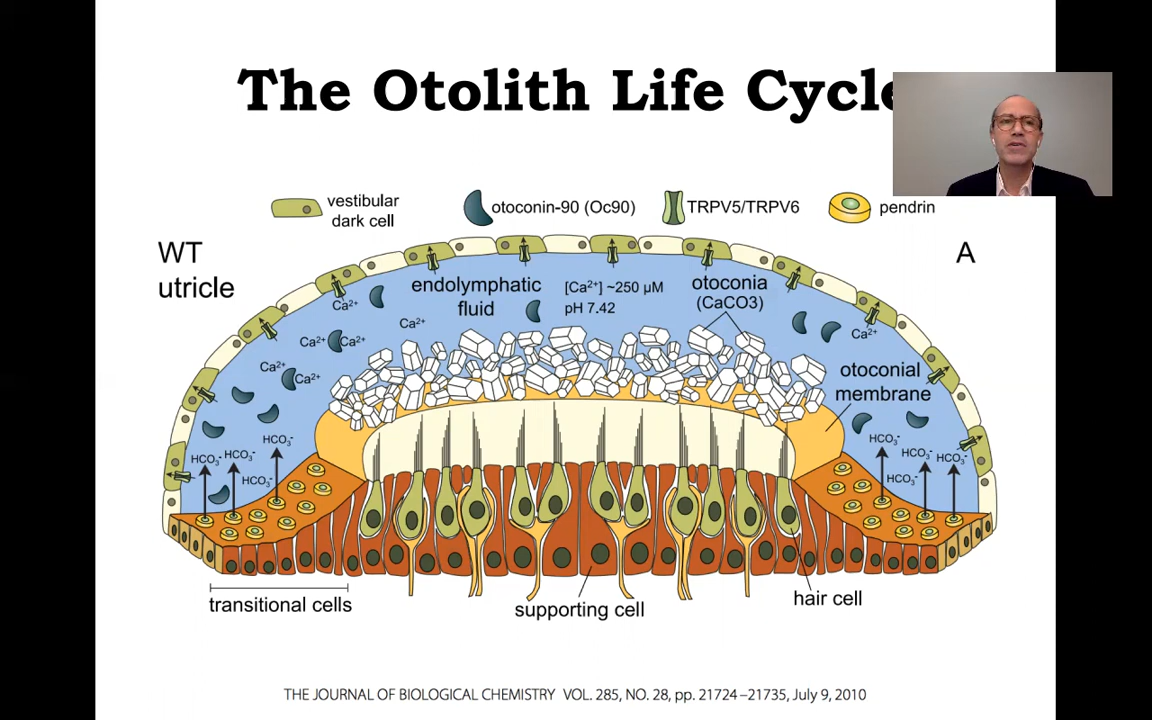 The Otolith Life Cycle
vestibular
dark cell
otoconin-90 (Oc90)
TRPV5/TRPV6
pendrin
WT
utricle
A
endolymphatic
fluid
[Ca²⁺] ~250 µM
pH 7.42
otoconia
(CaCO3)
Ca²⁺
Ca²⁺
Ca²⁺
Ca²⁺
Ca²⁺
Ca²⁺
Ca²⁺
otoconial
membrane
HCO₃⁻
HCO₃⁻
HCO₃⁻
HCO₃⁻
HCO₃⁻
HCO₃⁻
HCO₃⁻
HCO₃⁻
transitional cells
supporting cell
hair cell
THE JOURNAL OF BIOLOGICAL CHEMISTRY VOL. 285, NO. 28, pp. 21724–21735, July 9, 2010